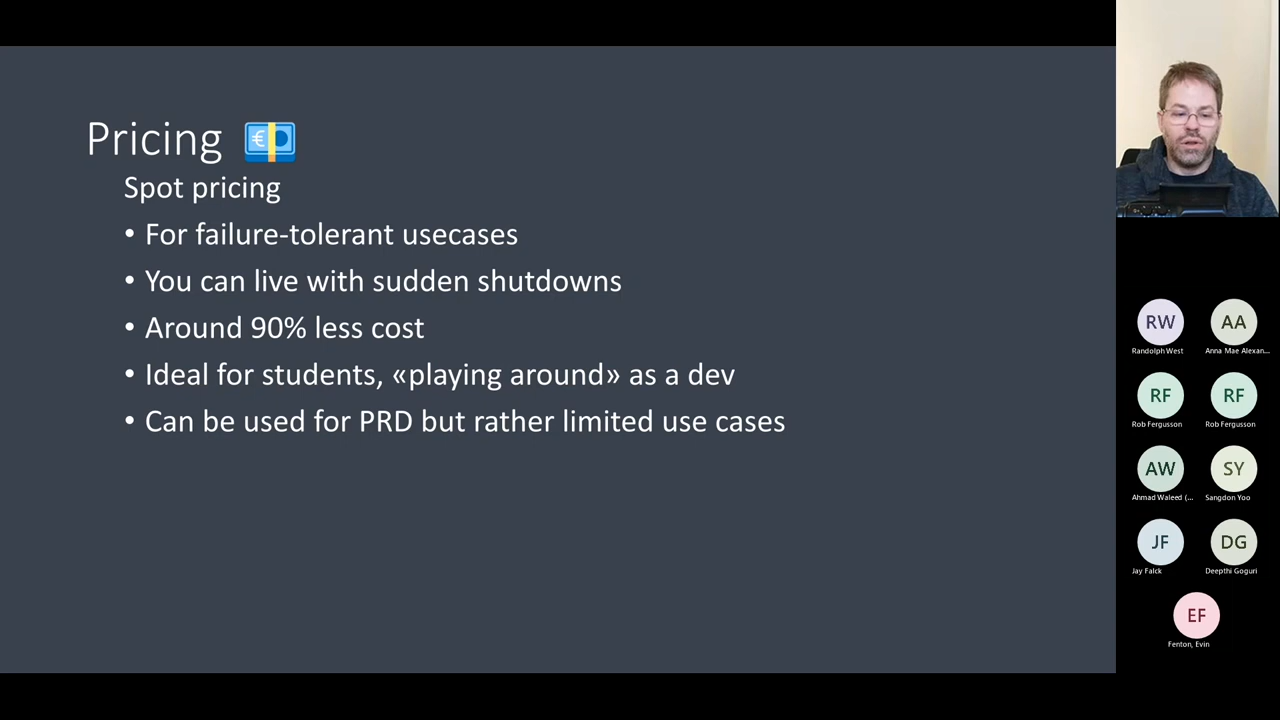 Pricing
Spot pricing
• For failure-tolerant usecases
• You can live with sudden shutdowns
• Around 90% less cost
• Ideal for students, «playing around» as a dev
• Can be used for PRD but rather limited use cases
RW
AA
Randolph West
Anna Mae Alexan...
RF
RF
Rob Fergusson
Rob Fergusson
AW
SY
Ahmad Waleed (...
Sangdon Yoo
JF
DG
Jay Falck
Deepthi Goguri
EF
Fenton, Evin